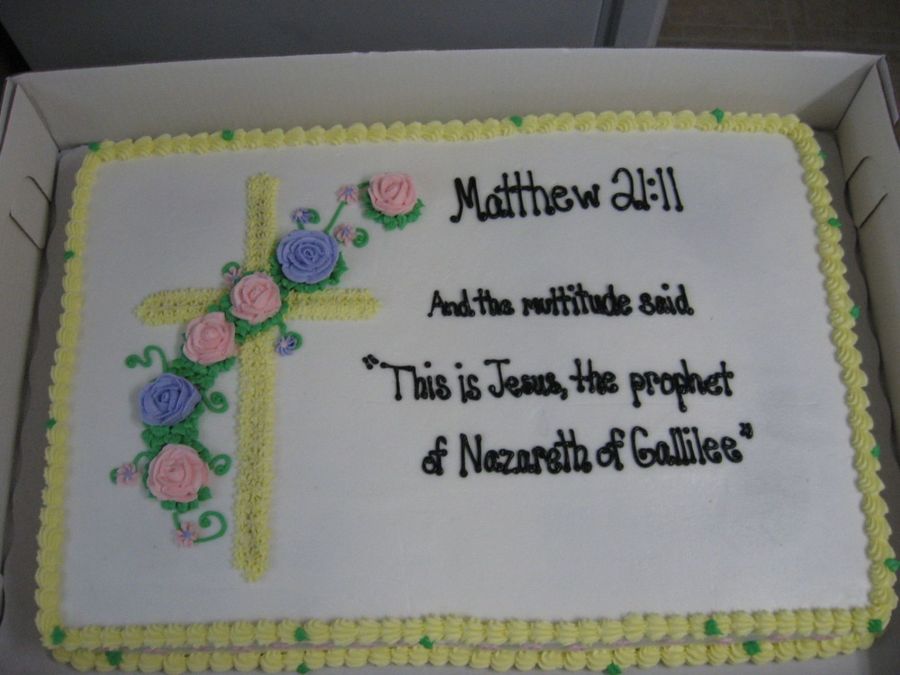 Matthew 21:11
And the multitude said
"This is Jesus, the prophet
of Nazareth of Gallilee"